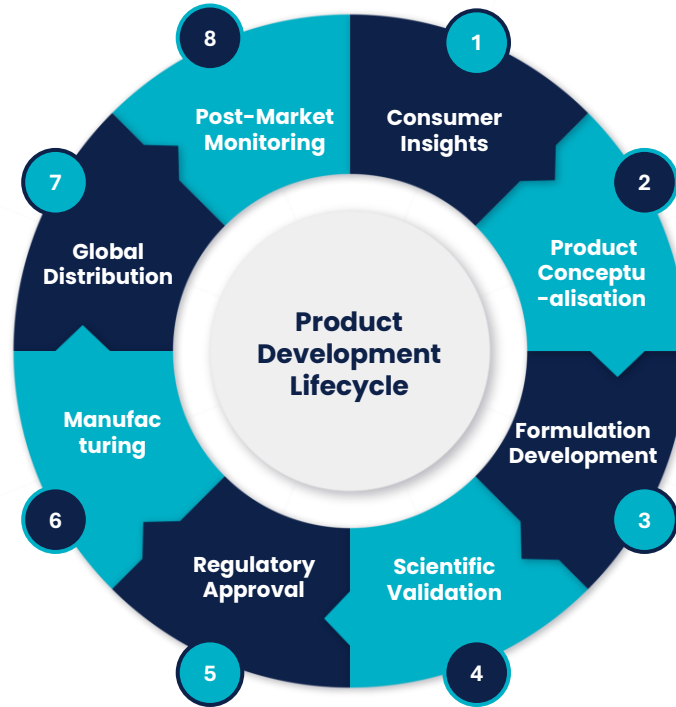 Product
Development
Lifecycle
1
Consumer
Insights
2
Product
Conceptu
-alisation
3
Formulation
Development
4
Scientific
Validation
5
Regulatory
Approval
6
Manufac
turing
7
Global
Distribution
8
Post-Market
Monitoring